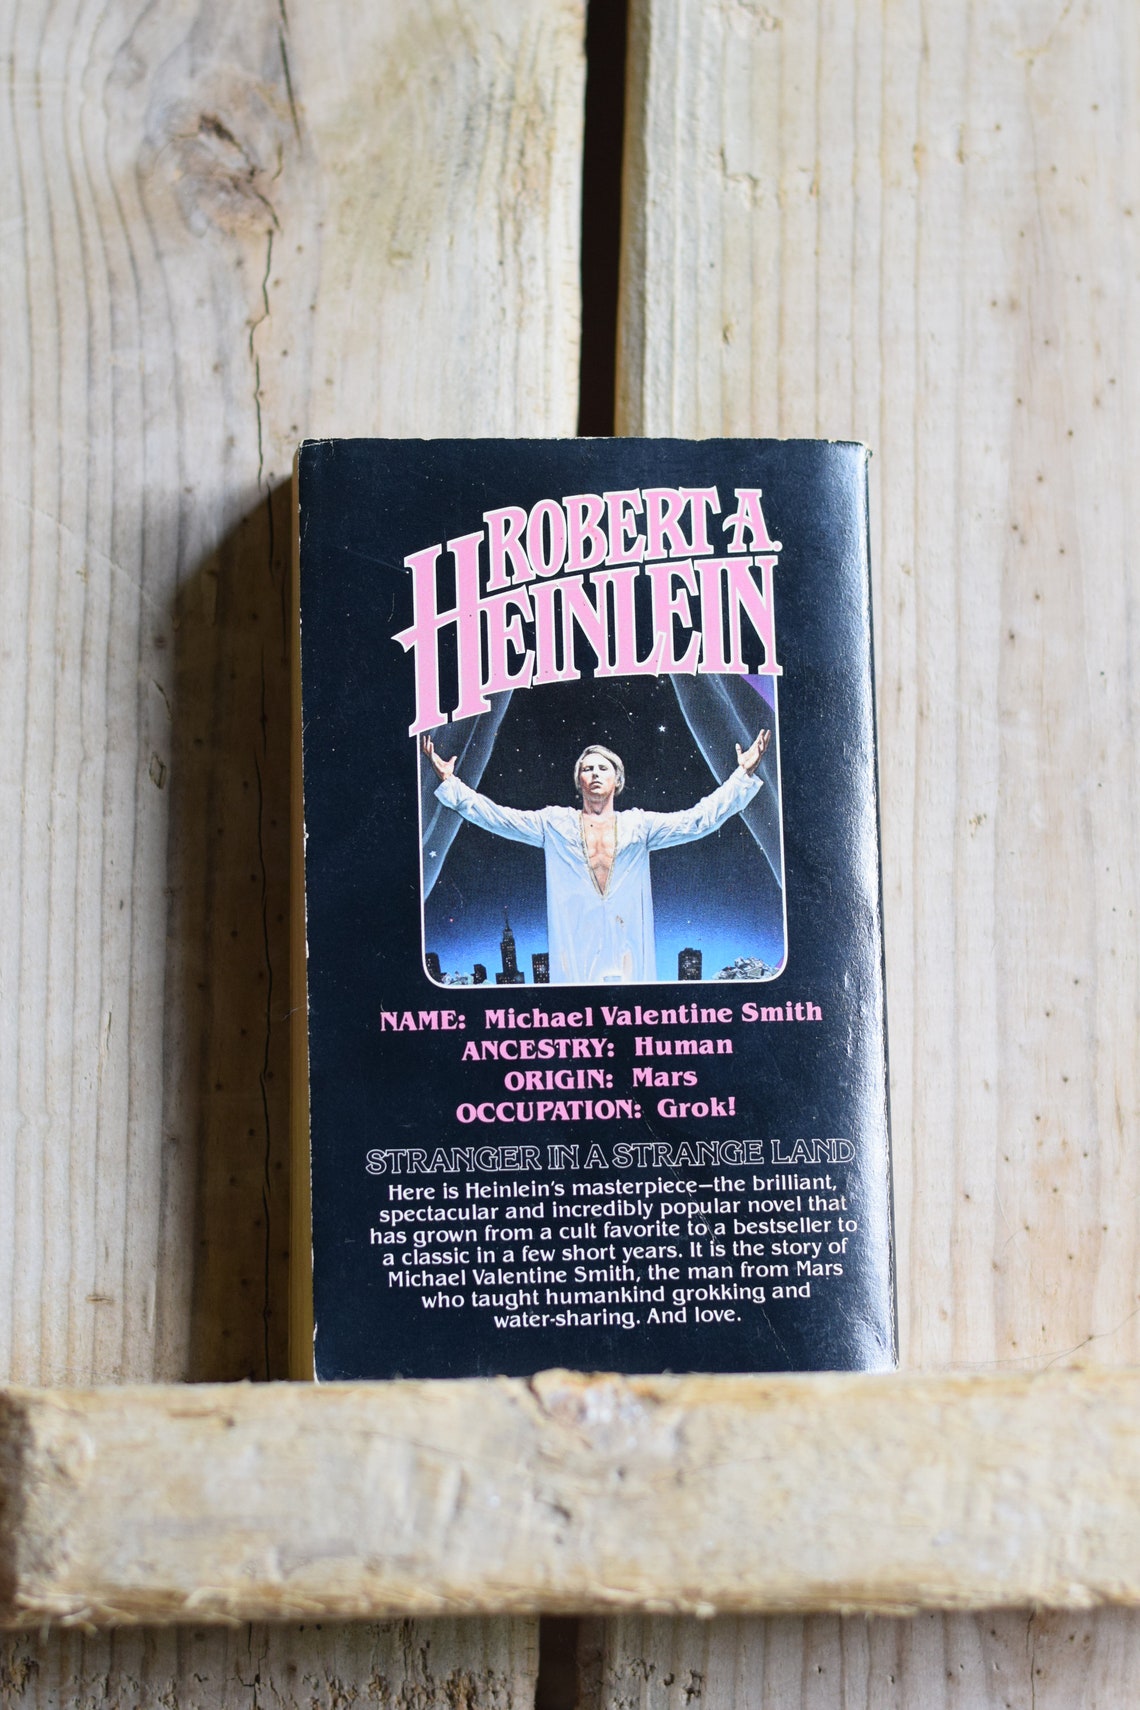 ROBERT A.
HEINLEIN
NAME: Michael Valentine Smith
ANCESTRY: Human
ORIGIN: Mars
OCCUPATION: Grok!
STRANGER IN A STRANGE LAND
Here is Heinlein's masterpiece—the brilliant,
spectacular and incredibly popular novel that
has grown from a cult favorite to a bestseller to
a classic in a few short years. It is the story of
Michael Valentine Smith, the man from Mars
who taught humankind grokking and
water-sharing. And love.